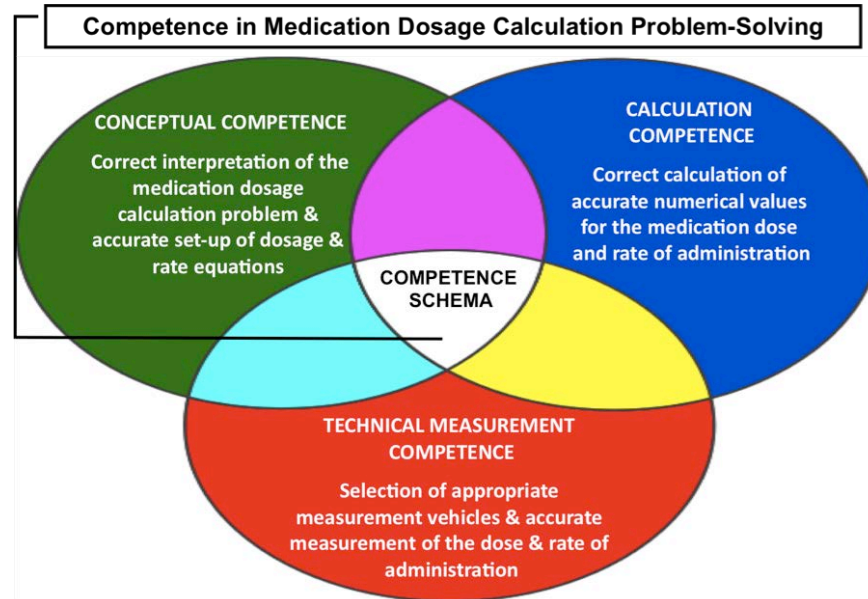 Competence in Medication Dosage Calculation Problem-Solving
CONCEPTUAL COMPETENCE
Correct interpretation of the
medication dosage
calculation problem &
accurate set-up of dosage &
rate equations
CALCULATION
COMPETENCE
Correct calculation of
accurate numerical values
for the medication dose
and rate of administration
COMPETENCE
SCHEMA
TECHNICAL MEASUREMENT
COMPETENCE
Selection of appropriate
measurement vehicles & accurate
measurement of the dose & rate of
administration